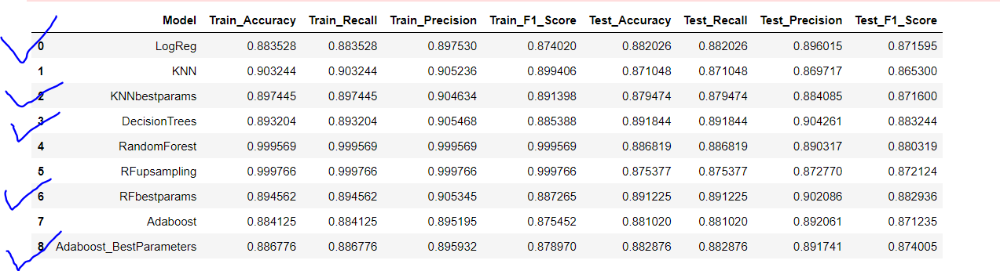 Model Train_Accuracy Train_Recall Train_Precision Train_F1_Score Test_Accuracy Test_Recall Test_Precision Test_F1_Score
0 LogReg 0.883528 0.883528 0.897530 0.874020 0.882026 0.882026 0.896015 0.871595
1 KNN 0.903244 0.903244 0.905236 0.899406 0.871048 0.871048 0.869717 0.865300
2 KNNbestparams 0.897445 0.897445 0.904634 0.891398 0.879474 0.879474 0.884085 0.871600
3 DecisionTrees 0.893204 0.893204 0.905468 0.885388 0.891844 0.891844 0.904261 0.883244
4 RandomForest 0.999569 0.999569 0.999569 0.999569 0.886819 0.886819 0.890317 0.880319
5 RFupsampling 0.999766 0.999766 0.999766 0.999766 0.875377 0.875377 0.872770 0.872124
6 RFbestparams 0.894562 0.894562 0.905345 0.887265 0.891225 0.891225 0.902086 0.882936
7 Adaboost 0.884125 0.884125 0.895195 0.875452 0.881020 0.881020 0.892061 0.871235
8 Adaboost_BestParameters 0.886776 0.886776 0.895932 0.878970 0.882876 0.882876 0.891741 0.874005